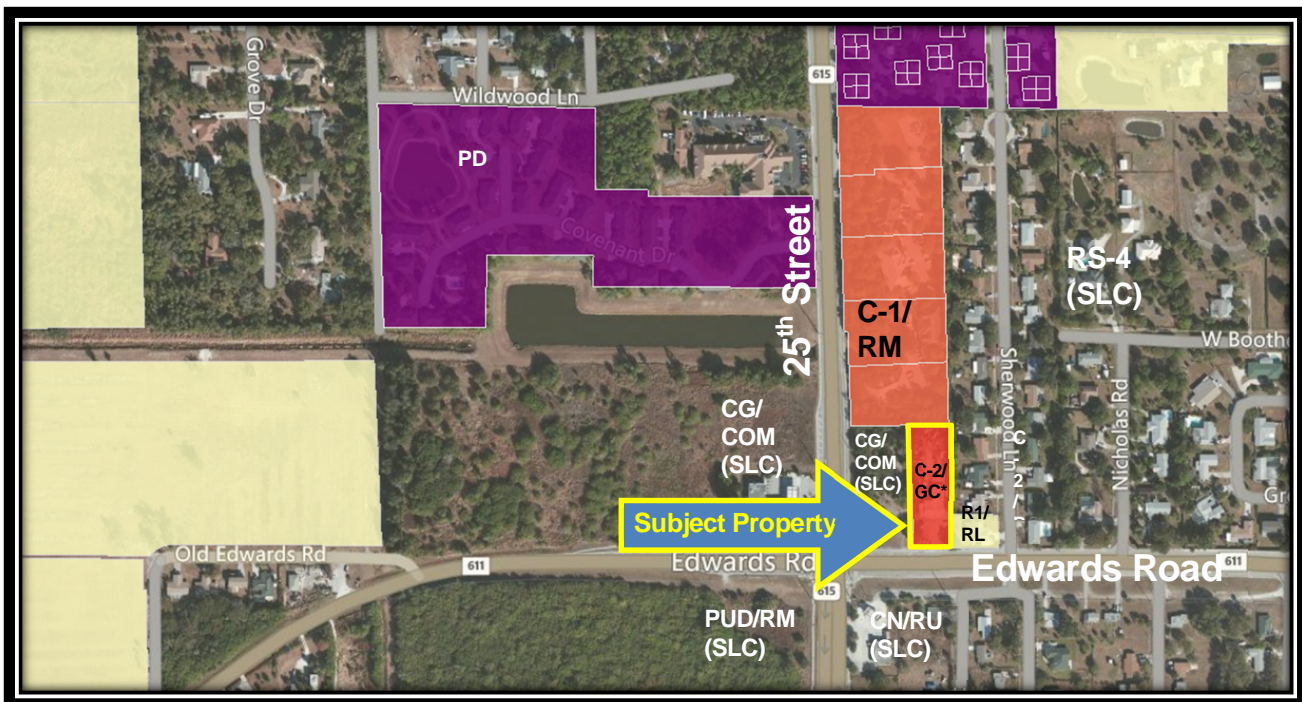 Grove Dr
Wildwood Ln
615
PD
Covenant Dr
25th Street
C-1/
RM
RS-4
(SLC)
W Booth
Sherwood Ln
Nicholas Rd
CG/
COM
(SLC)
CG/
COM
(SLC)
C-2/
GC*
C-2/
R1/
RL
Gr
Subject Property
Old Edwards Rd
611
Edwards Rd
Edwards Road
611
615
PUD/RM
(SLC)
CN/RU
(SLC)